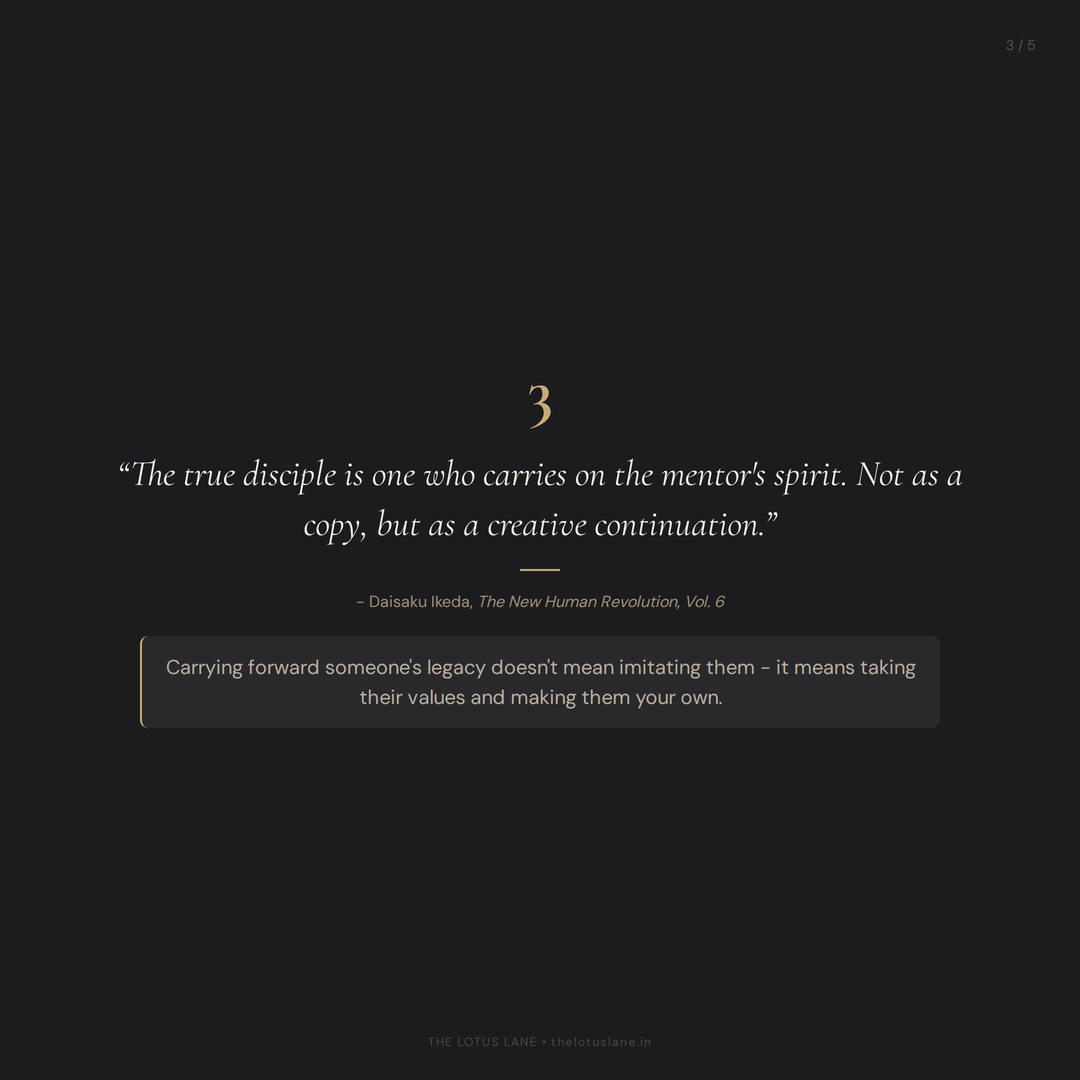 3 / 5
3
“The true disciple is one who carries on the mentor's spirit. Not as a
copy, but as a creative continuation.”
– Daisaku Ikeda, The New Human Revolution, Vol. 6
Carrying forward someone's legacy doesn't mean imitating them – it means taking
their values and making them your own.
THE LOTUS LANE • thelotuslane.in